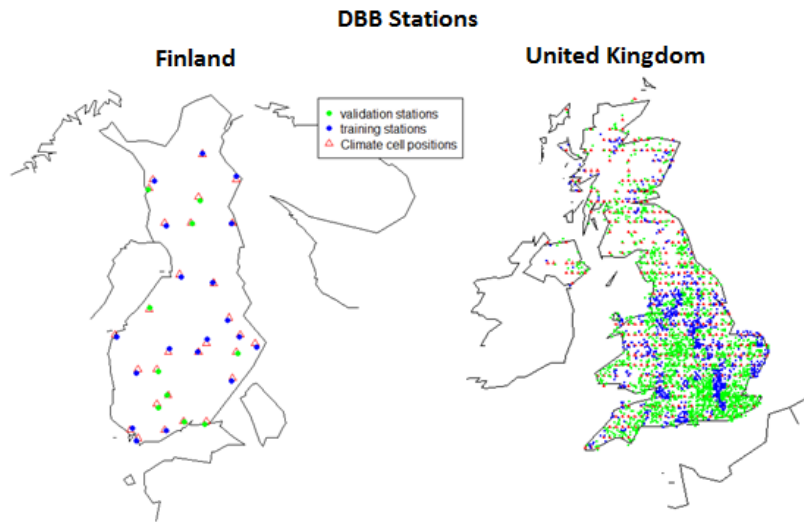 DBB Stations
Finland
United Kingdom
validation stations
training stations
Climate cell positions